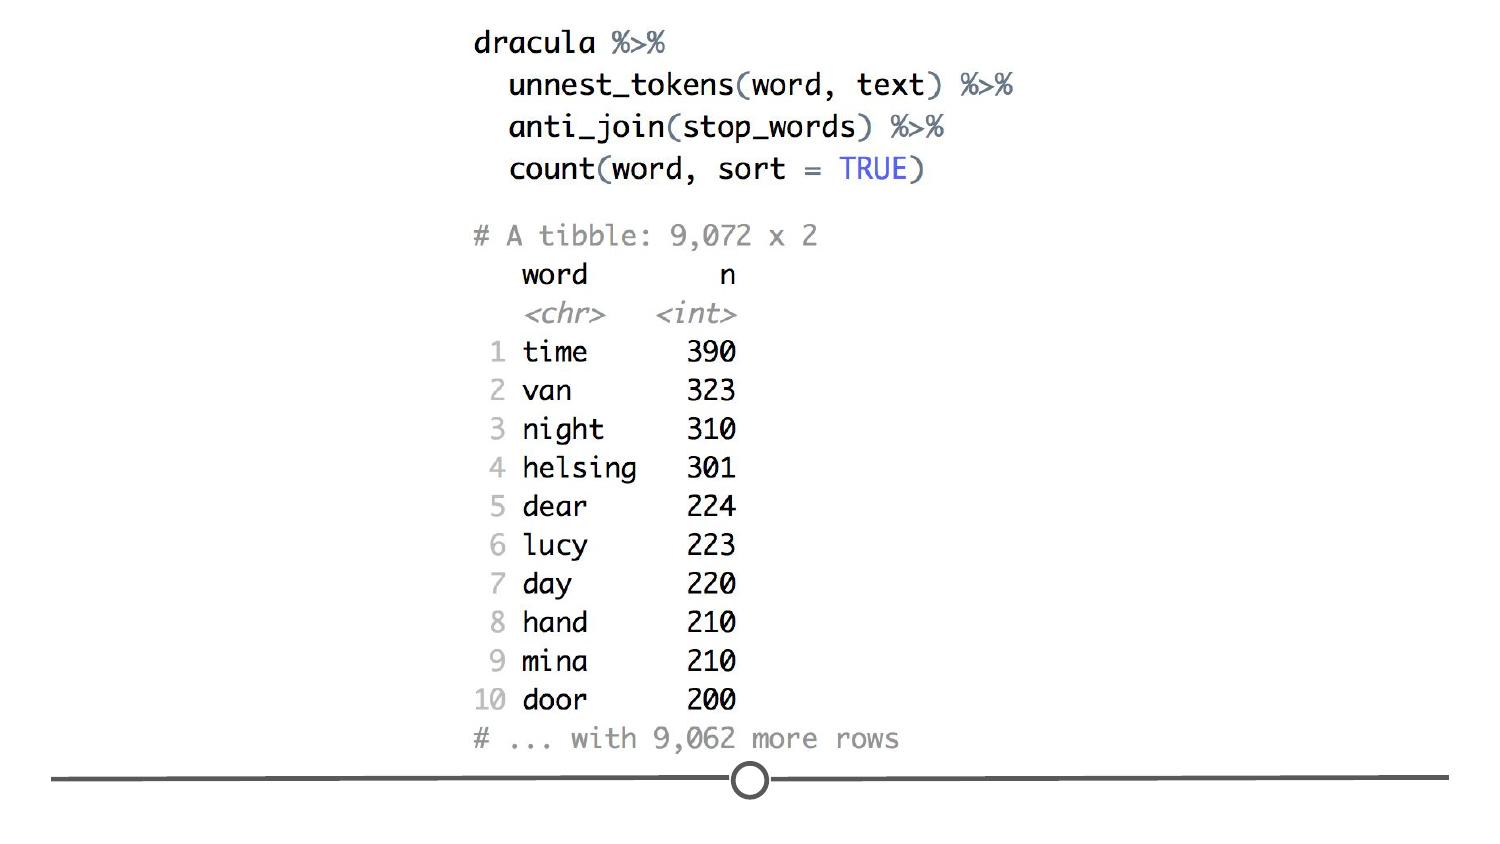 dracula %>%
unnest_tokens(word, text) %>%
anti_join(stop_words) %>%
count(word, sort = TRUE)
# A tibble: 9,072 x 2
word n
<chr> <int>
1 time 390
2 van 323
3 night 310
4 helsing 301
5 dear 224
6 lucy 223
7 day 220
8 hand 210
9 mina 210
10 door 200
# ... with 9,062 more rows